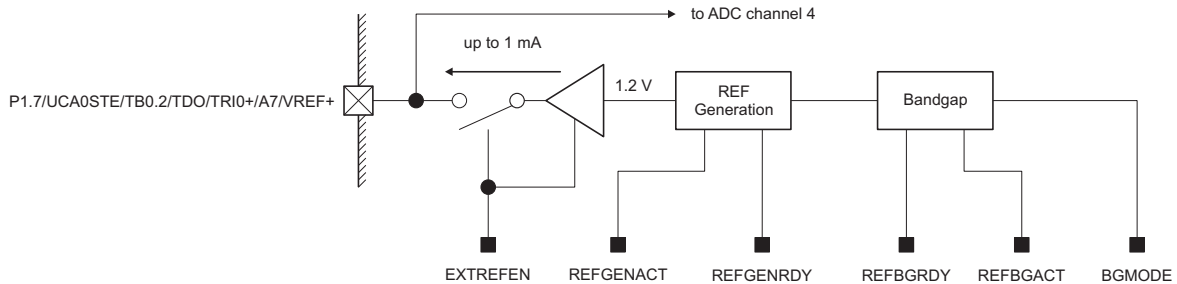 to ADC channel 4
up to 1 mA
P1.7/UCA0STE/TB0.2/TDO/TRI0+/A7/VREF+
1.2 V
REF
Generation
Bandgap
EXTREFEN
REFGENACT
REFGENRDY
REFBGRDY
REFBGACT
BGMODE